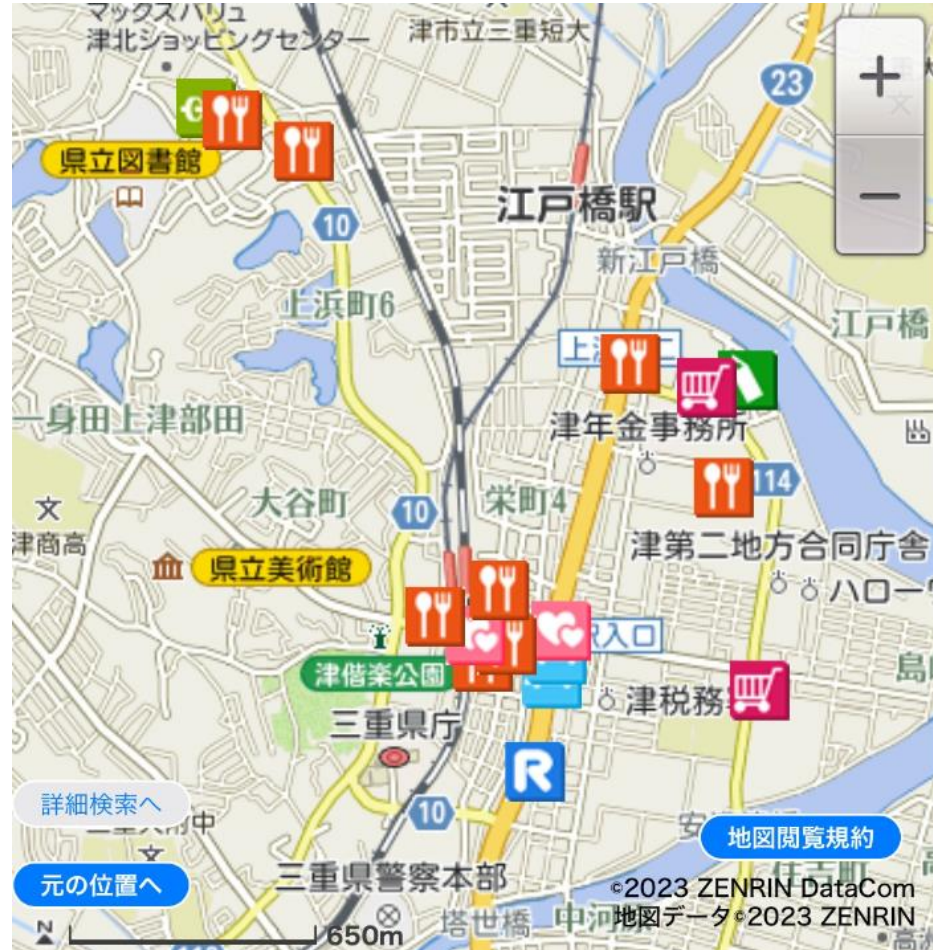 マックスバリュ
津北ショッピングセンター
津市立三重短大
23
+
県立図書館
江戸橋駅
10
新江戸橋
−
上浜町6
江戸橋
津年金事務所
一身田上津部田
大谷町
10
栄町4
114
津商高
県立美術館
津第二地方合同庁舎
ハロー
駅入口
津偕楽公園
津税務
三重県庁
R
詳細検索へ
10
地図閲覧規約
元の位置へ
三重県警察本部
©2023 ZENRIN DataCom
塔世橋
中河
地図データ©2023 ZENRIN
N
650m